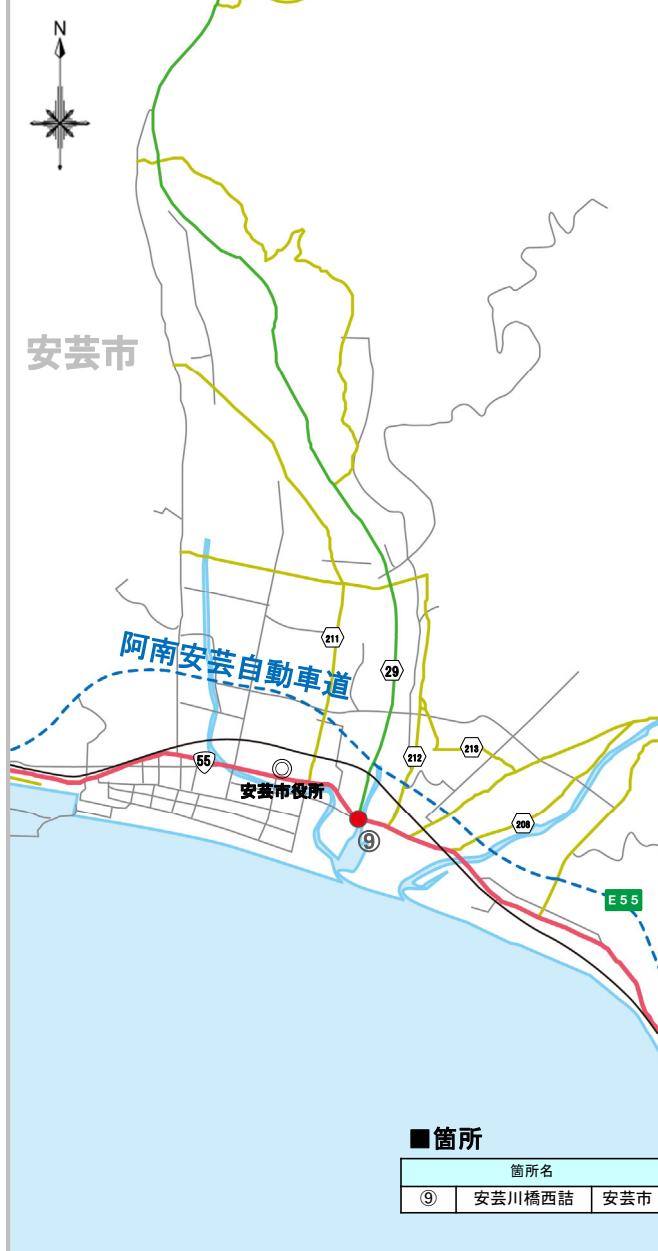 N
安芸市
阿南安芸自動車道
211
29
55
212
213
安芸市役所
208
⑨
E55
■箇所
箇所名
⑨ 安芸川橋西詰 安芸市